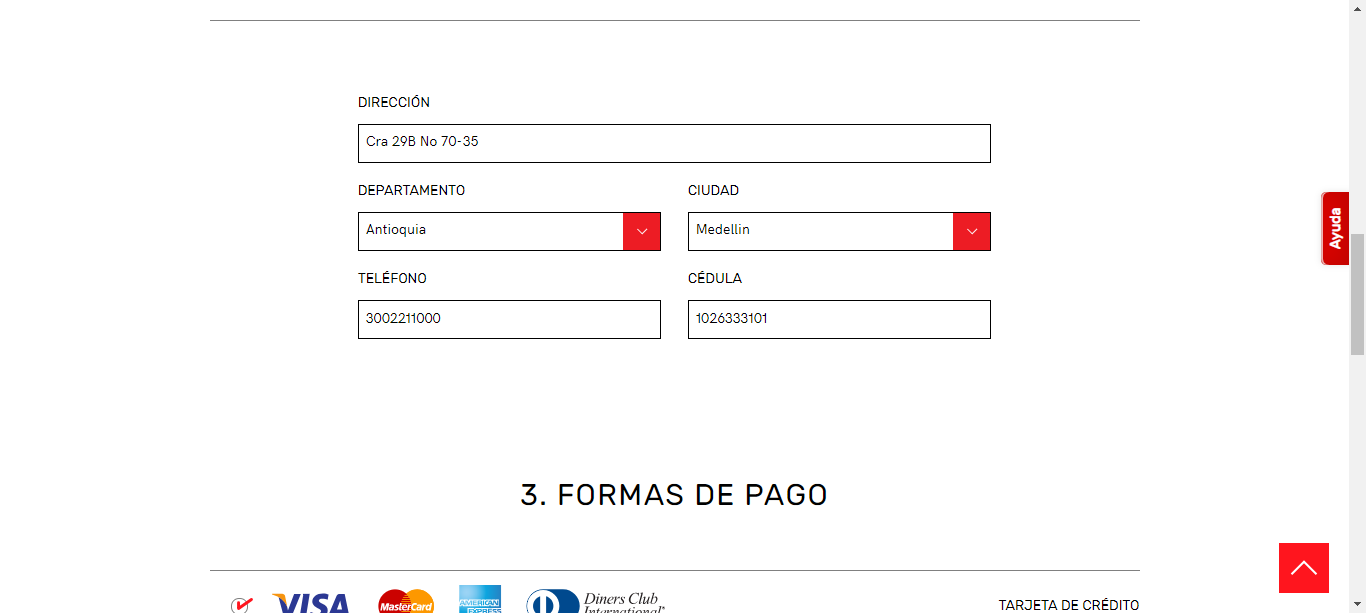 DIRECCIÓN
Cra 29B No 70-35
DEPARTAMENTO
CIUDAD
Antioquia
Medellin
Ayuda
TELÉFONO
CÉDULA
3002211000
1026333101
3. FORMAS DE PAGO
VISA
MasterCard
AMERICAN EXPRESS
Diners Club
International®
TARJETA DE CRÉDITO